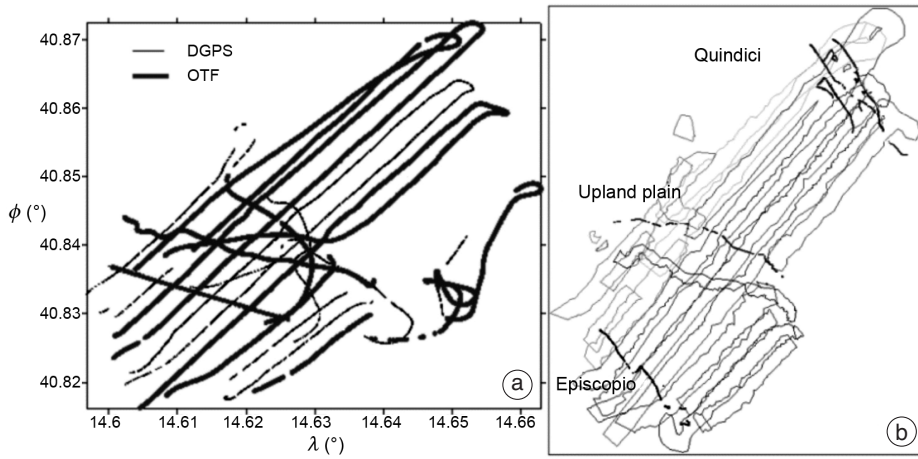 DGPS
OTF
40.87
40.86
40.85
ϕ (°)
40.84
40.83
40.82
14.6 14.61 14.62 14.63 14.64 14.65 14.66
λ (°)
a
Quindici
Upland plain
Episcopio
b